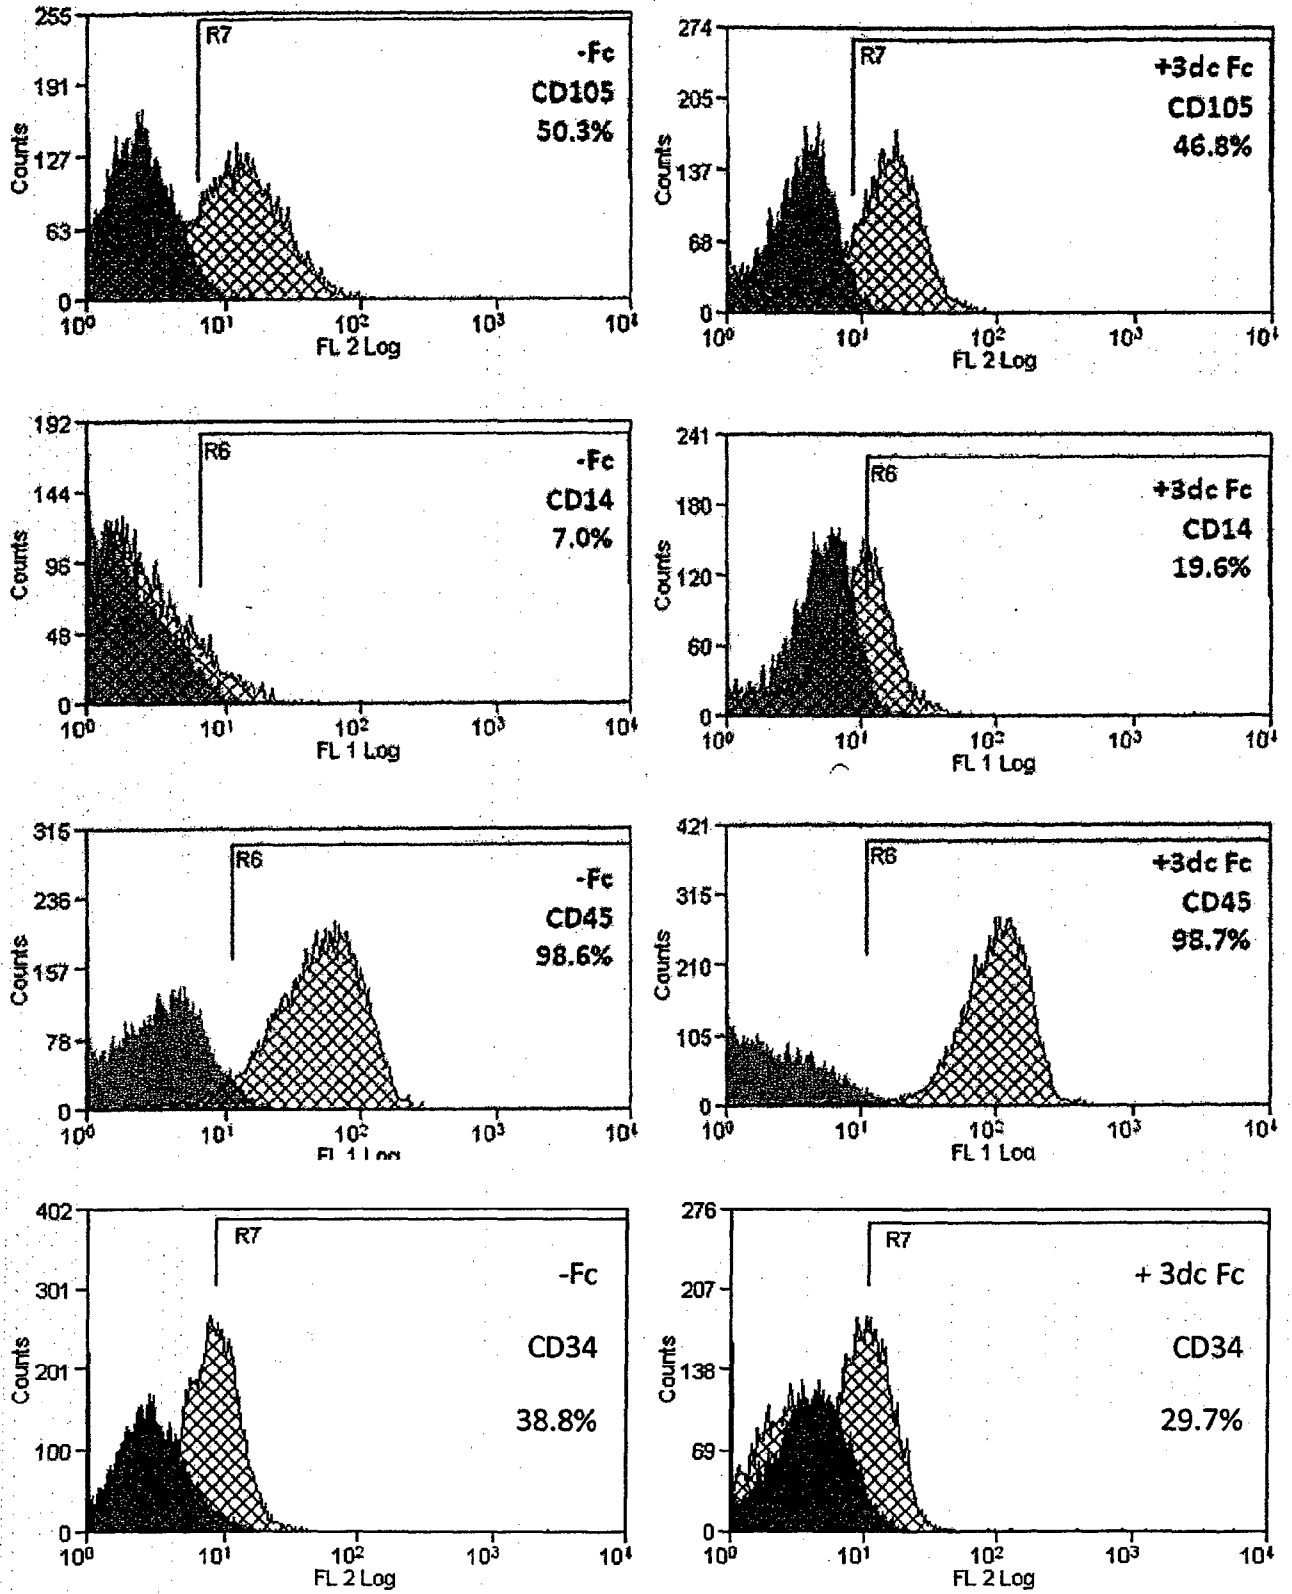 255
R7
-Fc
CD105
50.3%
191
127
63
0
Counts
10⁰ 10¹ 10² 10³ 10⁴
FL 2 Log
274
R7
+3dc Fc
CD105
46.8%
205
137
68
0
Counts
10⁰ 10¹ 10² 10³ 10⁴
FL 2 Log
192
R6
-Fc
CD14
7.0%
144
96
48
0
Counts
10⁰ 10¹ 10² 10³ 10⁴
FL 1 Log
241
R6
+3dc Fc
CD14
19.6%
180
120
60
0
Counts
10⁰ 10¹ 10² 10³ 10⁴
FL 1 Log
315
R6
-Fc
CD45
98.6%
236
157
78
0
Counts
10⁰ 10¹ 10² 10³ 10⁴
FL 1 Log
421
R6
+3dc Fc
CD45
98.7%
315
210
105
0
Counts
10⁰ 10¹ 10² 10³ 10⁴
FL 1 Log
402
R7
-Fc
CD34
38.8%
301
201
100
0
Counts
10⁰ 10¹ 10² 10³ 10⁴
FL 2 Log
276
R7
+ 3dc Fc
CD34
29.7%
207
138
69
0
Counts
10⁰ 10¹ 10² 10³ 10⁴
FL 2 Log